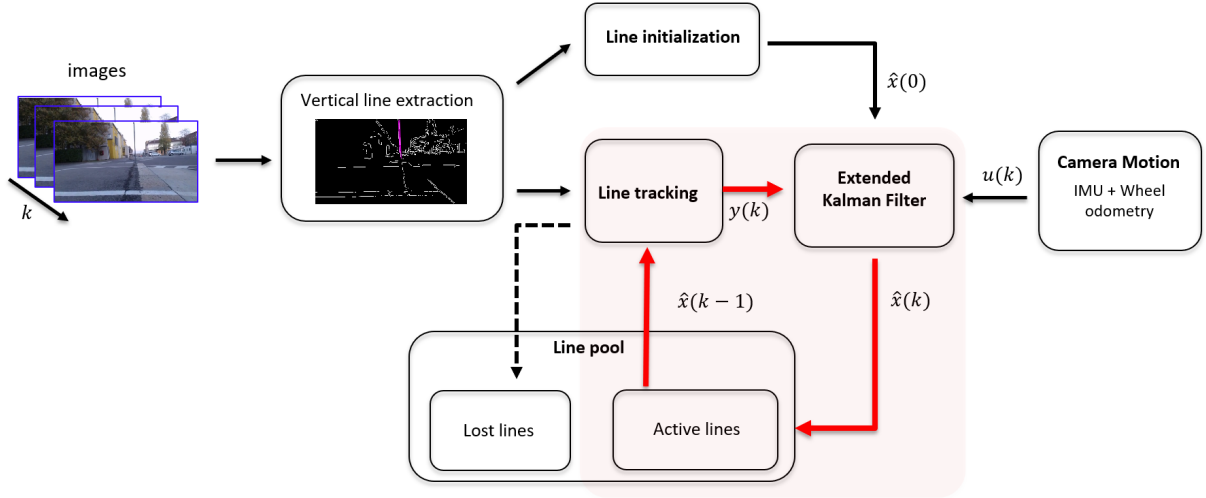 images
k
Vertical line extraction
Line initialization
x̂(0)
Line tracking
y(k)
Extended
Kalman Filter
u(k)
Camera Motion
IMU + Wheel
odometry
x̂(k − 1)
x̂(k)
Line pool
Lost lines
Active lines